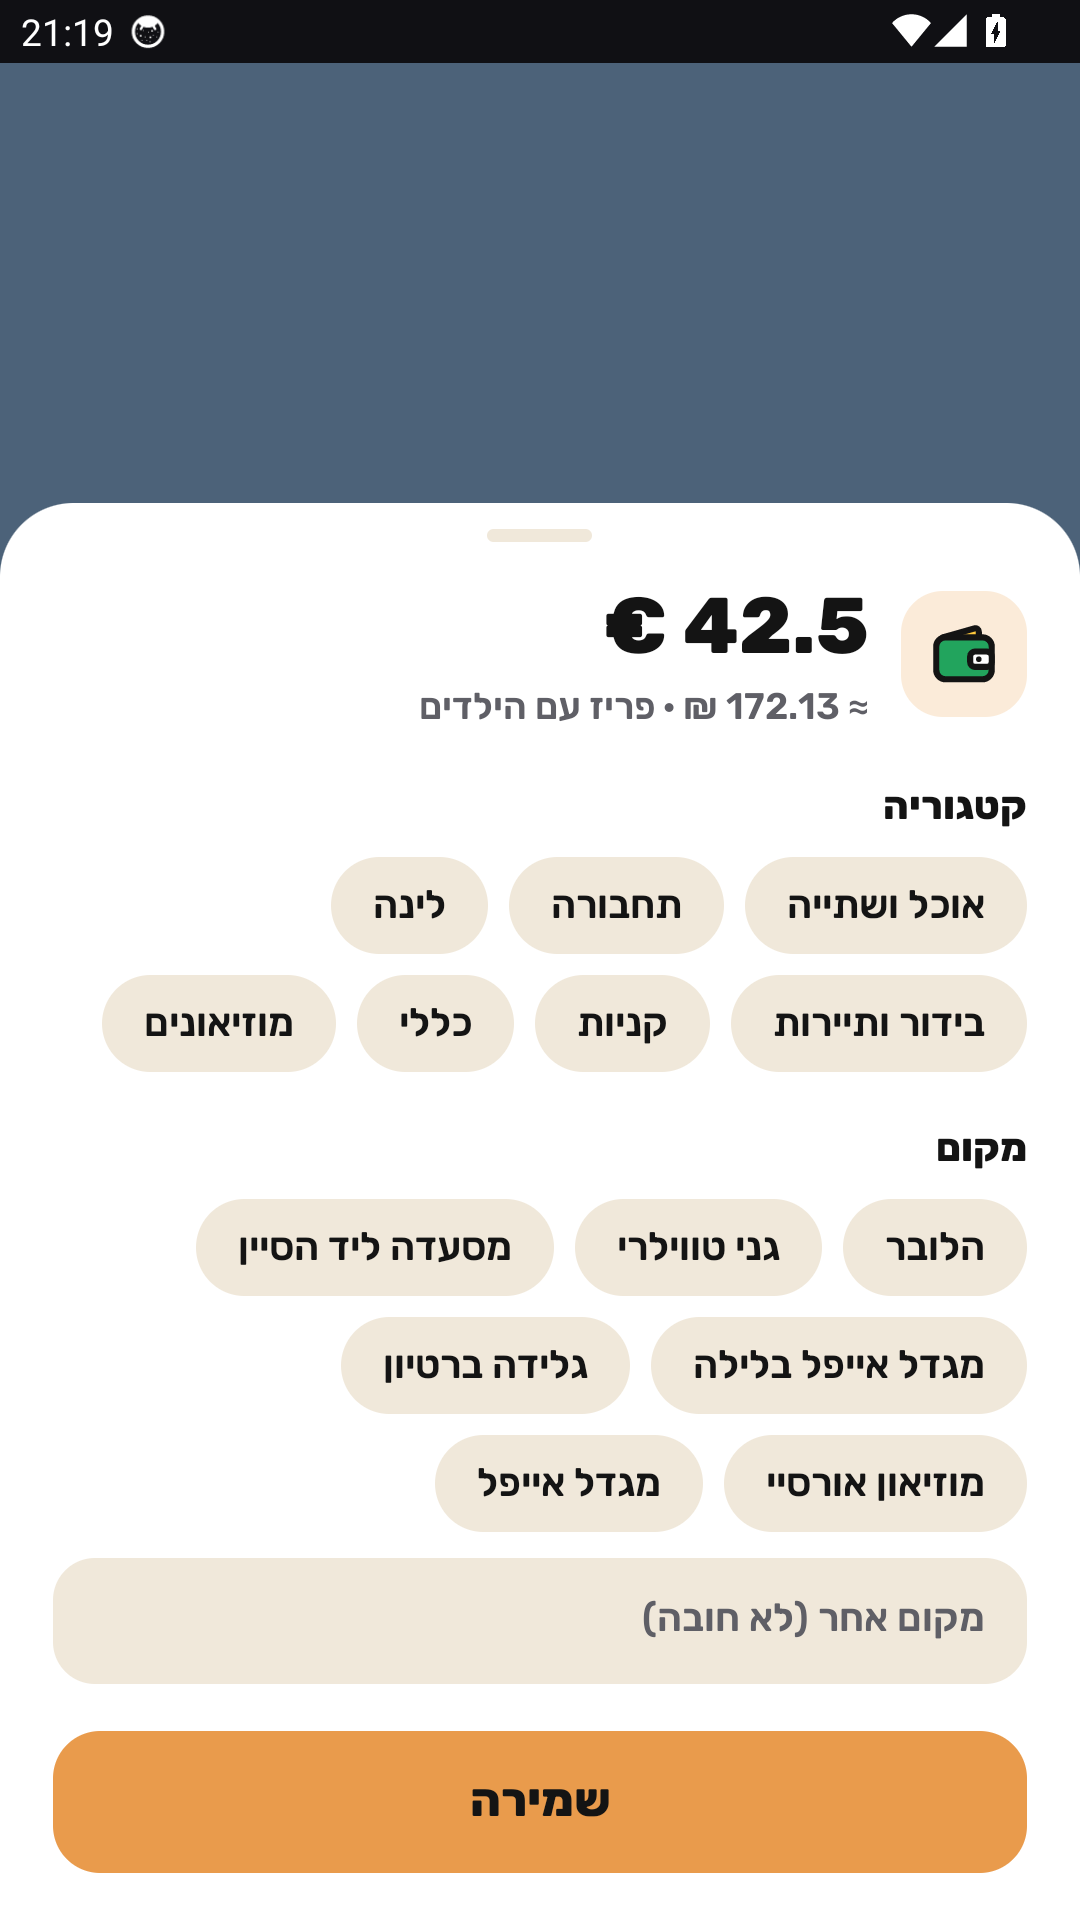 21:19
42.5 €
≈ 172.13 ₪ • פריז עם הילדים
קטגוריה
אוכל ושתייה תחבורה לינה
בידור ותיירות קניות כללי מוזיאונים
מקום
הלובר גני טווילרי מסעדה ליד הסיין
מגדל אייפל בלילה גלידה ברטיון
מוזיאון אורסיי מגדל אייפל
מקום אחר (לא חובה)
שמירה